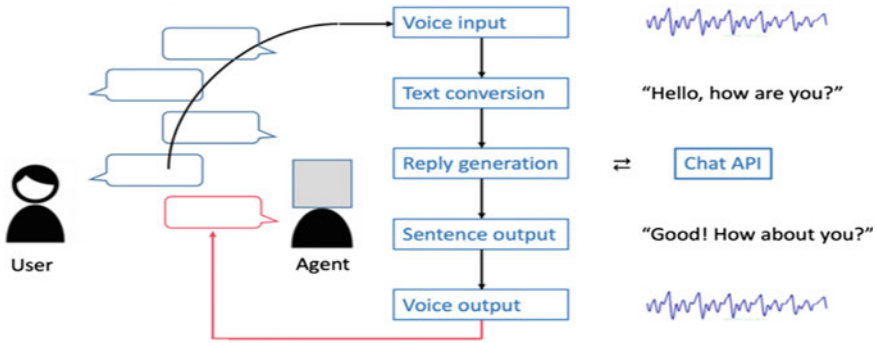 Voice input
Text conversion
“Hello, how are you?”
Reply generation
⇄
Chat API
User
Agent
Sentence output
“Good! How about you?”
Voice output